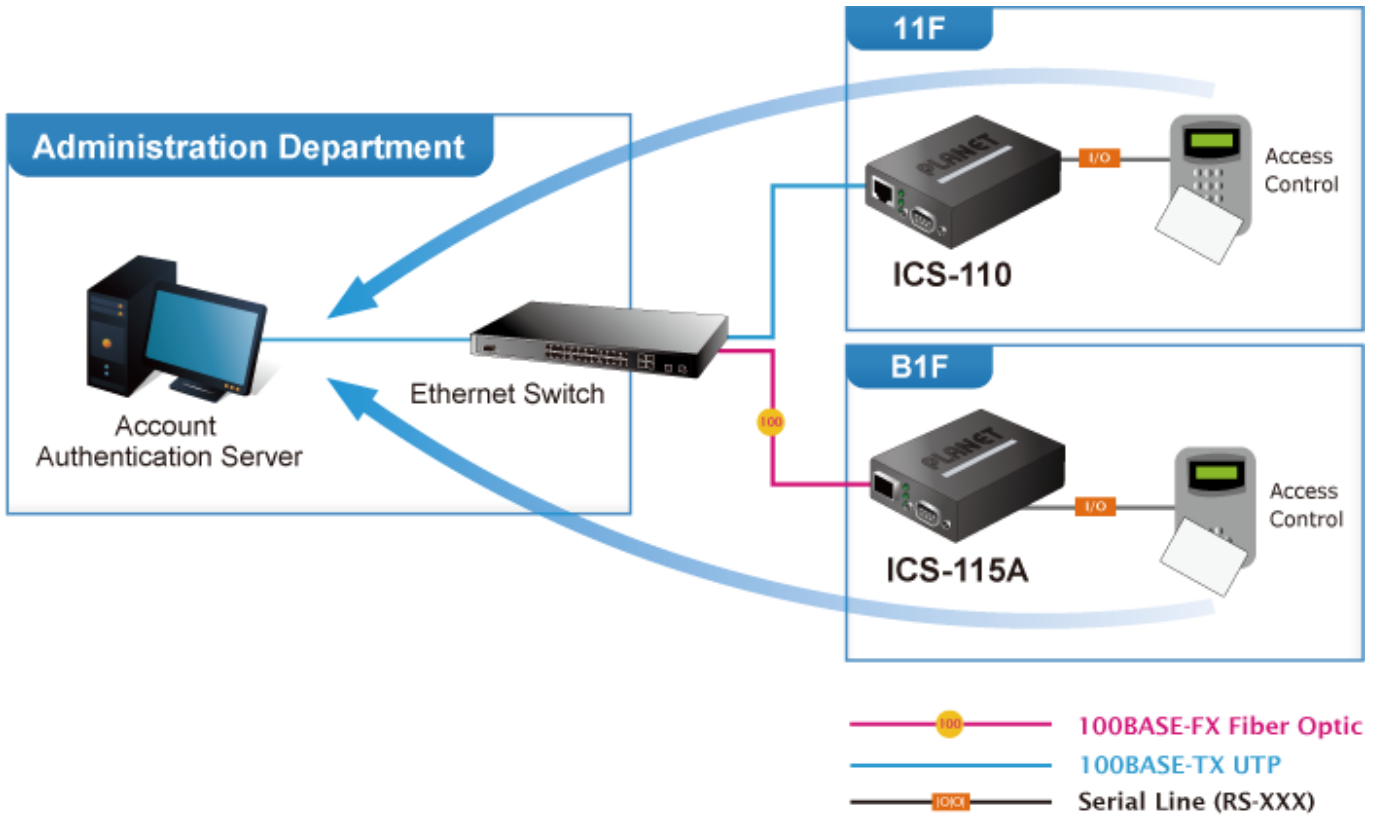 11F
Administration Department
PLANET
I/O
Access
Control
ICS-110
Ethernet Switch
Account
Authentication Server
B1F
100
PLANET
I/O
Access
Control
ICS-115A
100
100BASE-FX Fiber Optic
100BASE-TX UTP
IOIOI
Serial Line (RS-XXX)